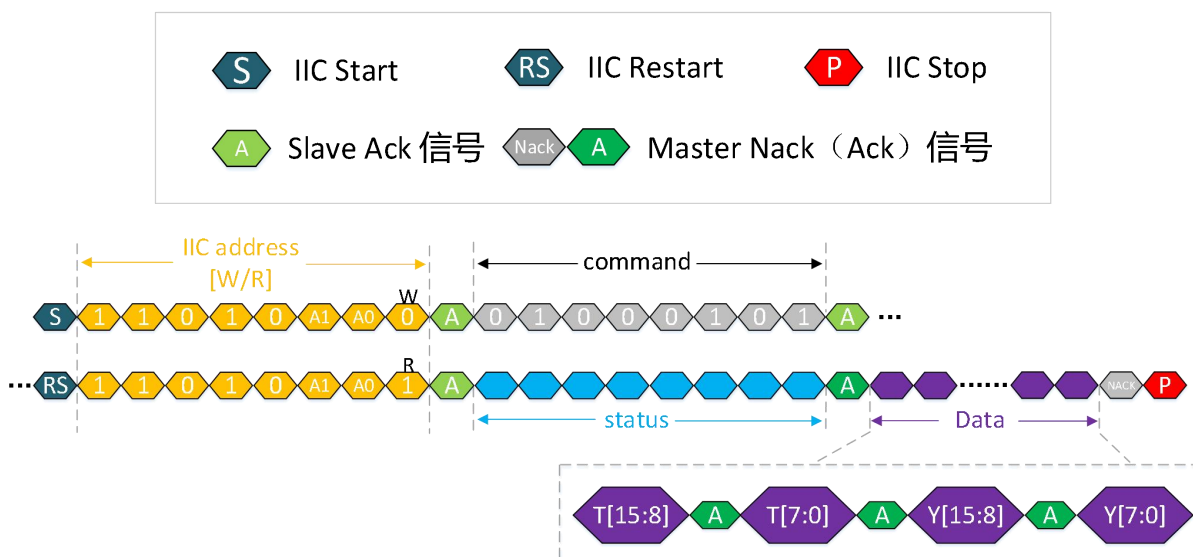 S IIC Start RS IIC Restart P IIC Stop
A Slave Ack 信号 Nack A Master Nack（Ack）信号
IIC address
[W/R]
command
W
S 1 1 0 1 0 A1 A0 0 A 0 1 0 0 0 1 0 1 A ...
R
... RS 1 1 0 1 0 A1 A0 1 A A ...... NACK P
status
Data
T[15:8] A T[7:0] A Y[15:8] A Y[7:0]